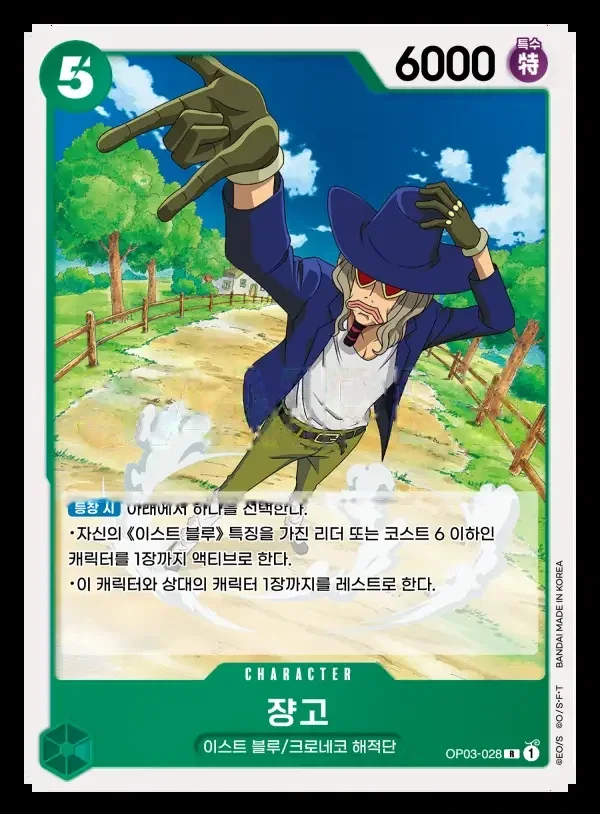 5
6000
특수
特
등장 시 아래에서 하나를 선택한다.
•자신의 《이스트 블루》 특징을 가진 리더 또는 코스트 6 이하인
캐릭터를 1장까지 액티브로 한다.
•이 캐릭터와 상대의 캐릭터 1장까지를 레스트로 한다.
CHARACTER
쟝고
이스트 블루/크로네코 해적단
OP03-028 R 1
©EO/S ©O/S・F・T BANDAI MADE IN KOREA